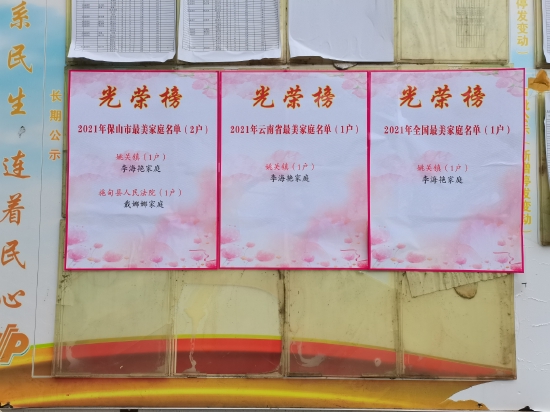 系民生 连着民心
长期公示
光荣榜
2021年保山市最美家庭名单（2户）
姚关镇（1户）
李海艳家庭
施甸县人民法院（1户）
戴娜娜家庭
光荣榜
2021年云南省最美家庭名单（1户）
姚关镇（1户）
李海艳家庭
光荣榜
2021年全国最美家庭名单（1户）
姚关镇（1户）
李海艳家庭
停发变动